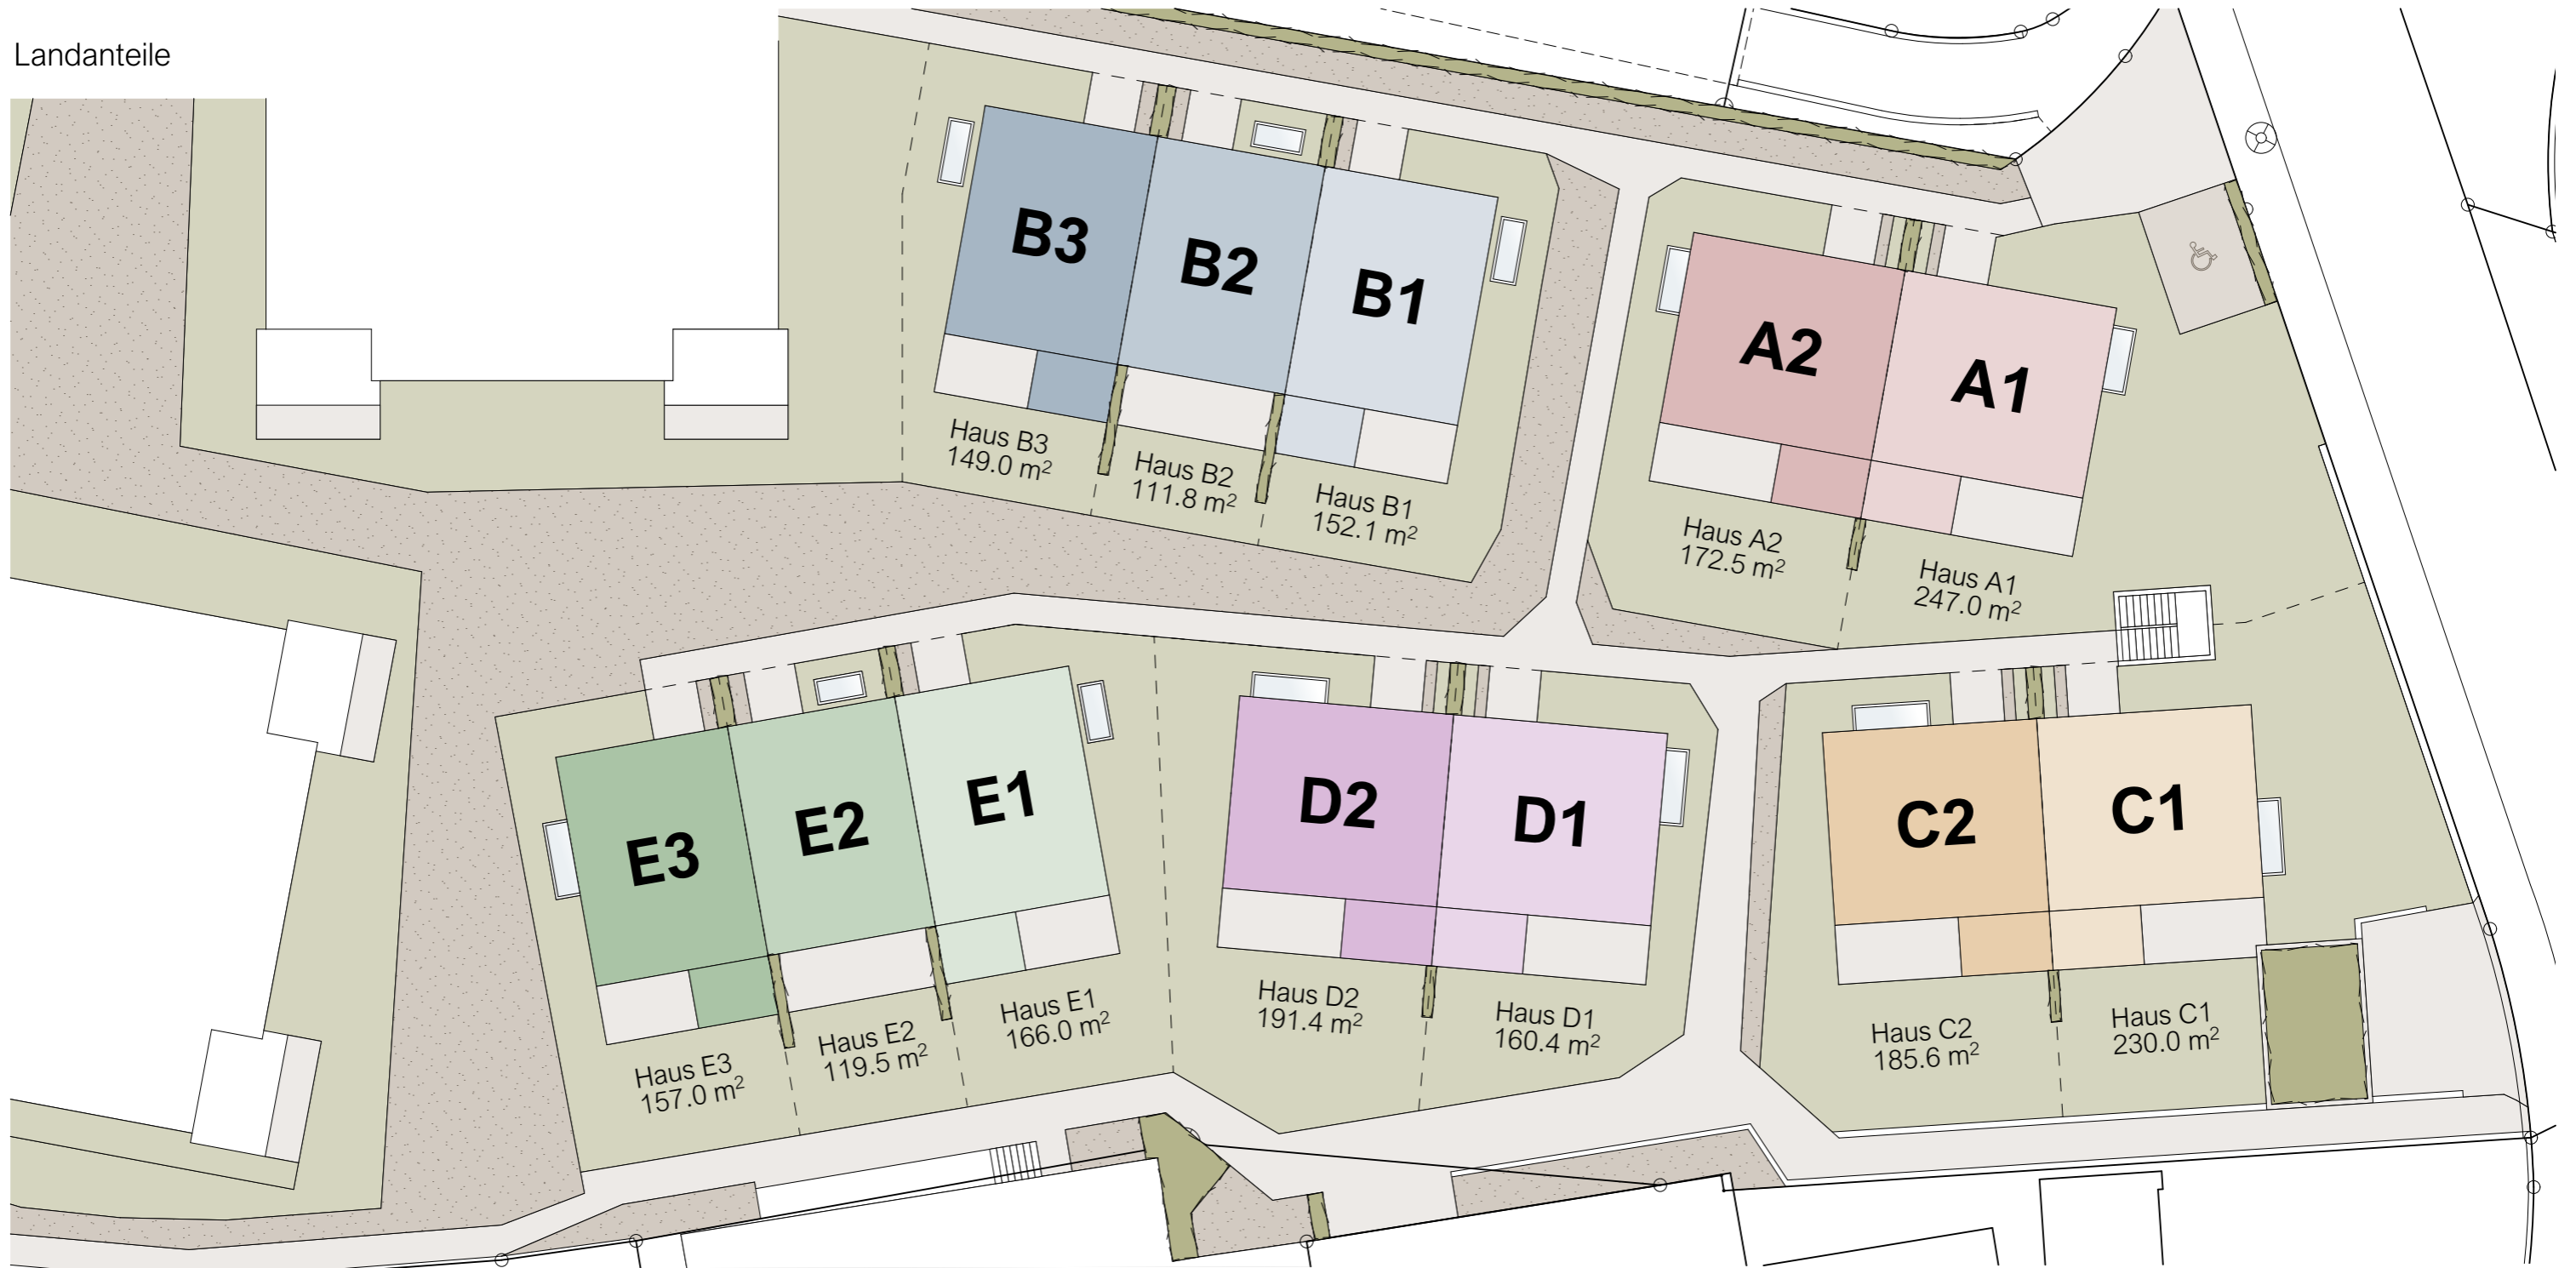 Landanteile
B3
B2
B1
A2
A1
Haus B3
149.0 m²
Haus B2
111.8 m²
Haus B1
152.1 m²
Haus A2
172.5 m²
Haus A1
247.0 m²
E3
E2
E1
D2
D1
C2
C1
Haus E3
157.0 m²
Haus E2
119.5 m²
Haus E1
166.0 m²
Haus D2
191.4 m²
Haus D1
160.4 m²
Haus C2
185.6 m²
Haus C1
230.0 m²